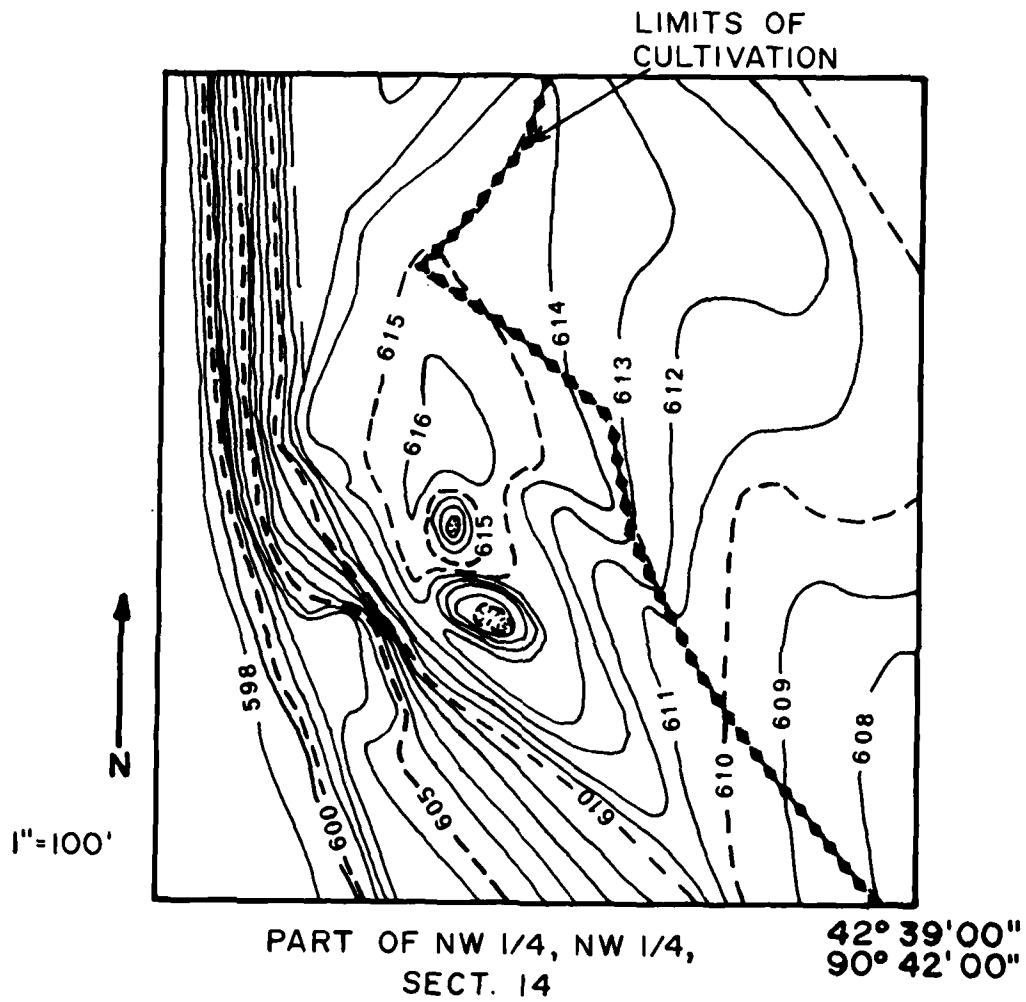 LIMITS OF
CULTIVATION
615
614
613
612
616
615
598
611
609
608
610
600
605
610
N
1"=100'
PART OF NW 1/4, NW 1/4,
SECT. 14
42° 39' 00"
90° 42' 00"